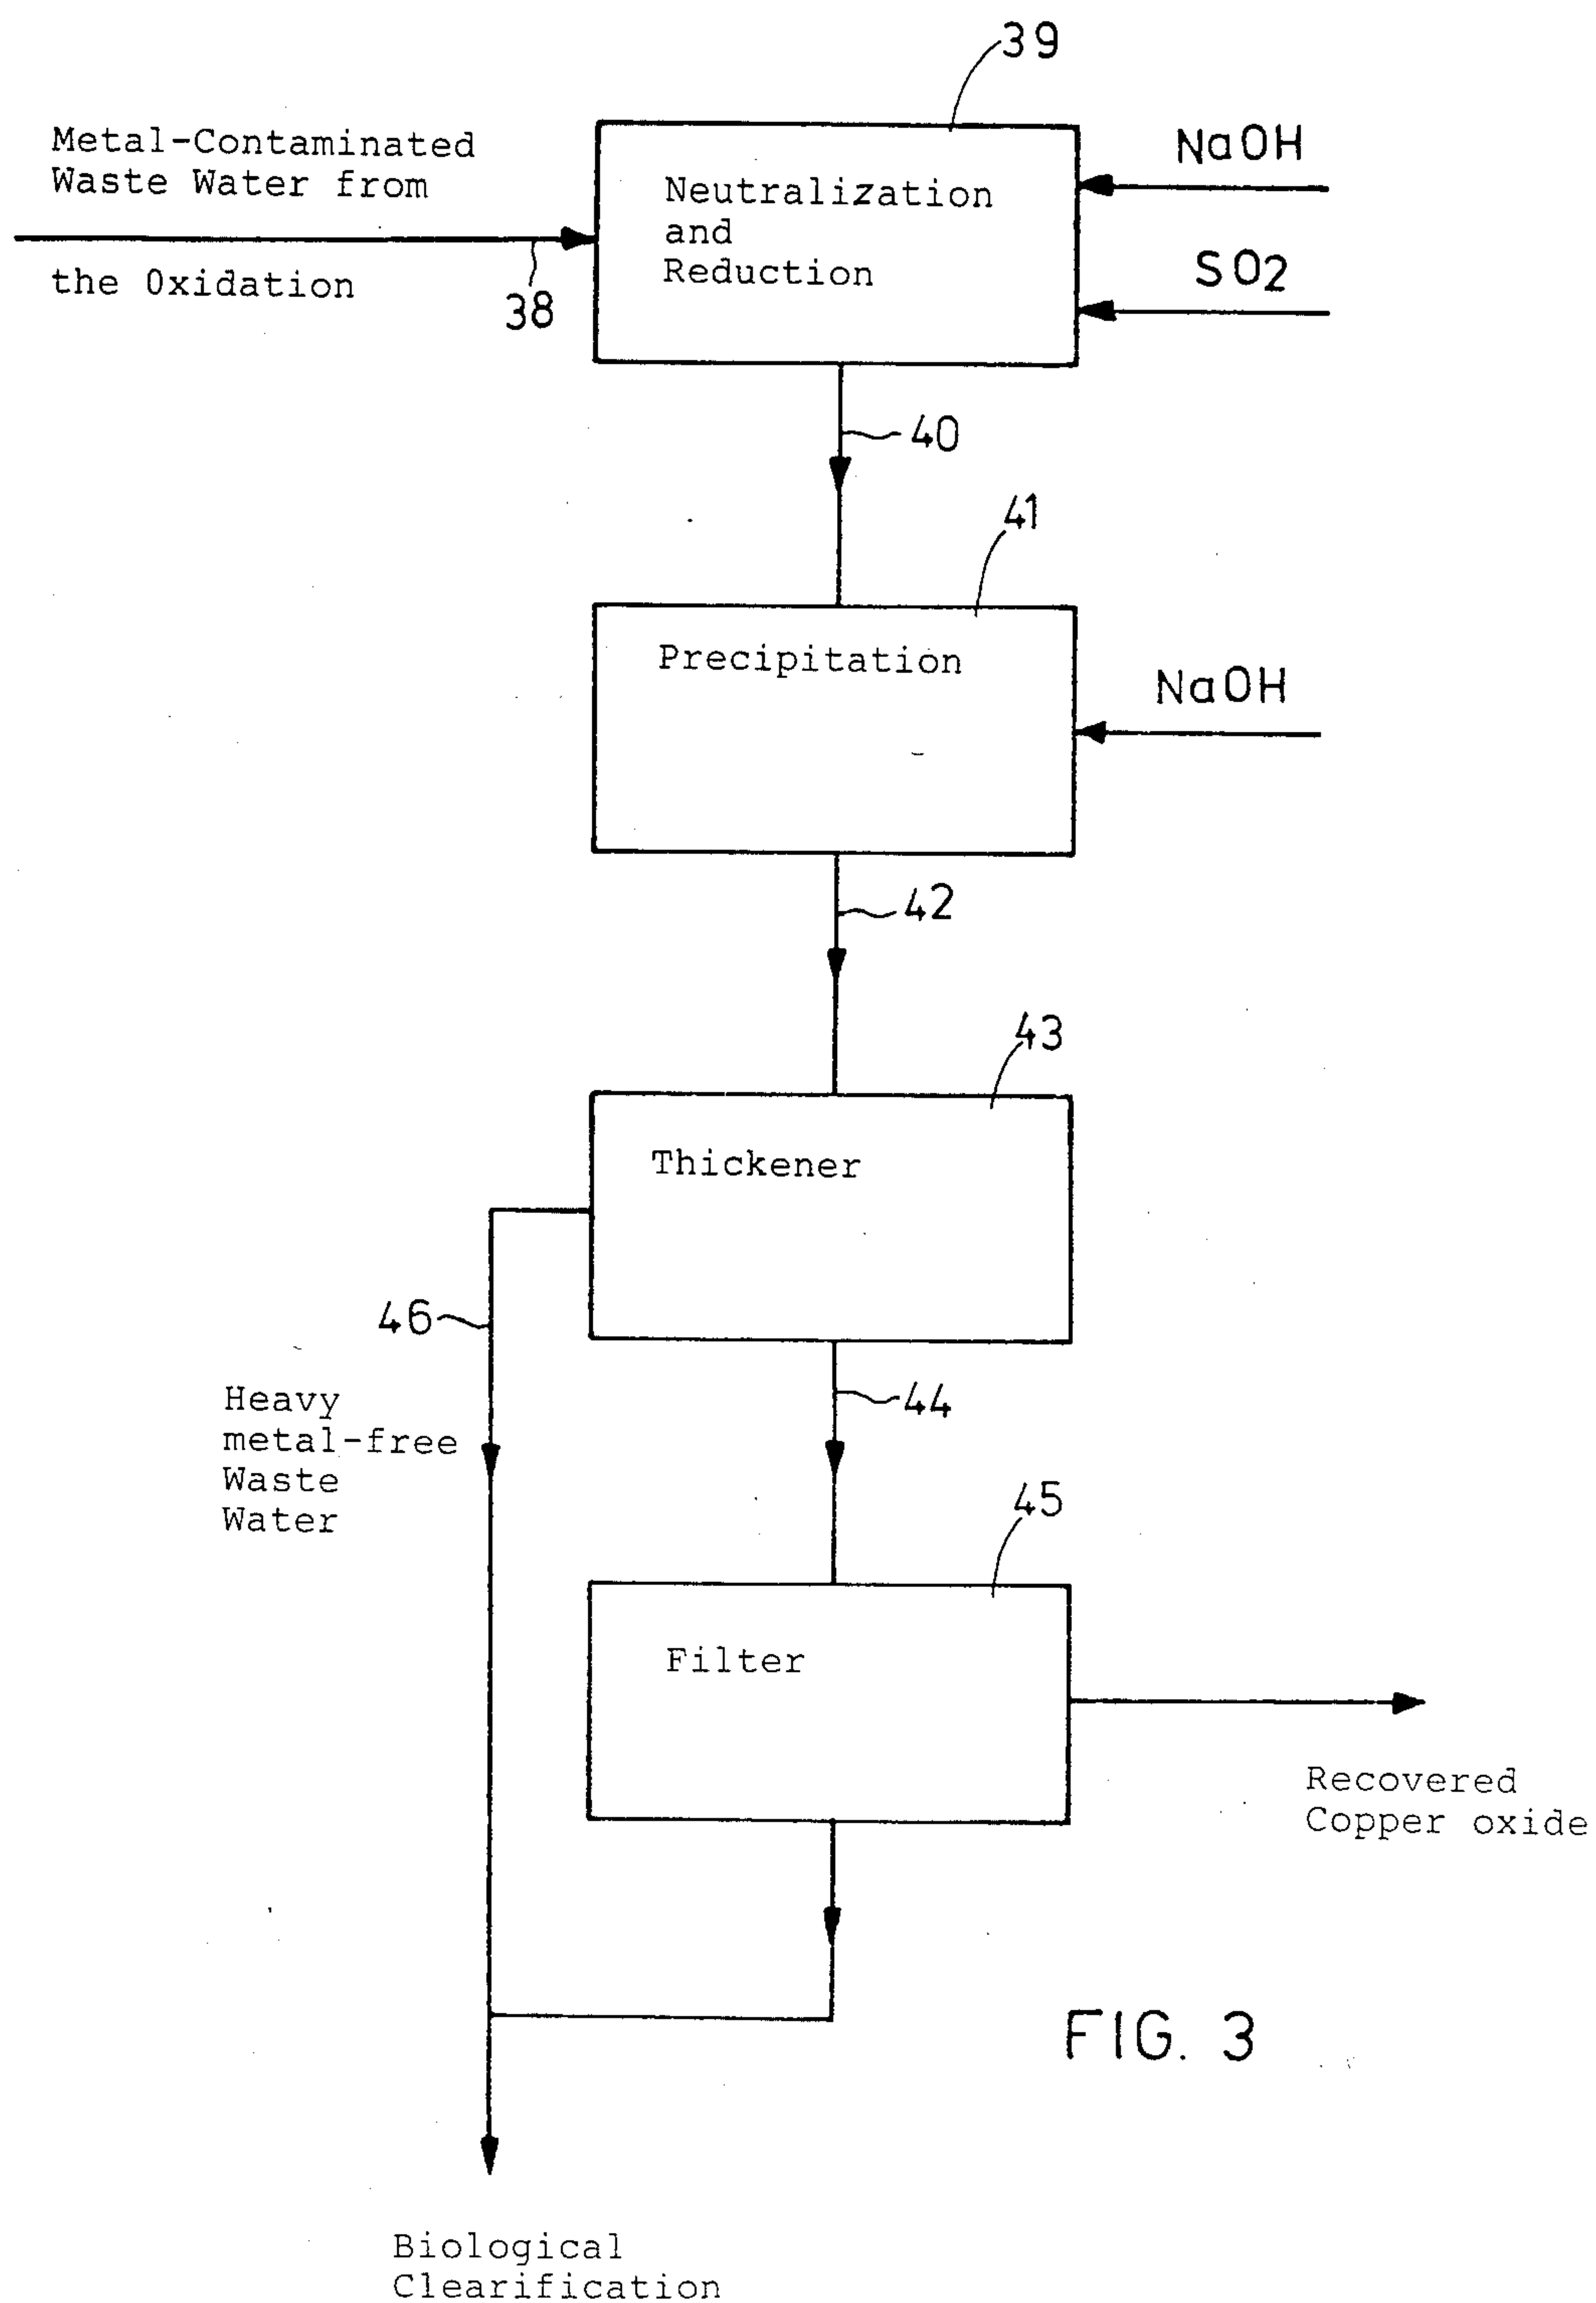 39
Metal-Contaminated
Waste Water from
the Oxidation
38
Neutralization
and
Reduction
NaOH
SO2
40
41
Precipitation
NaOH
42
43
Thickener
46
Heavy
metal-free
Waste
Water
44
45
Filter
Recovered
Copper oxide
FIG. 3
Biological
Clearification